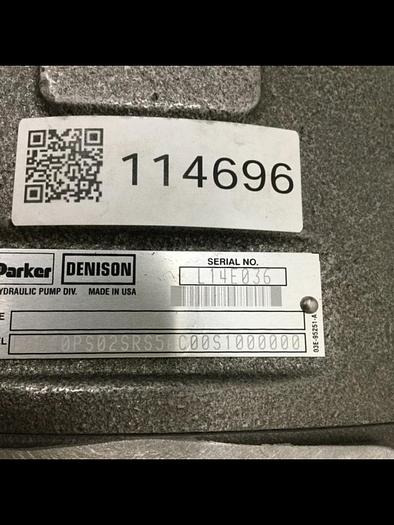 114696
Parker DENISON SERIAL NO.
L14E036
HYDRAULIC PUMP DIV. MADE IN USA
03E-95251-A
0PS02SRS5 C00S1000000